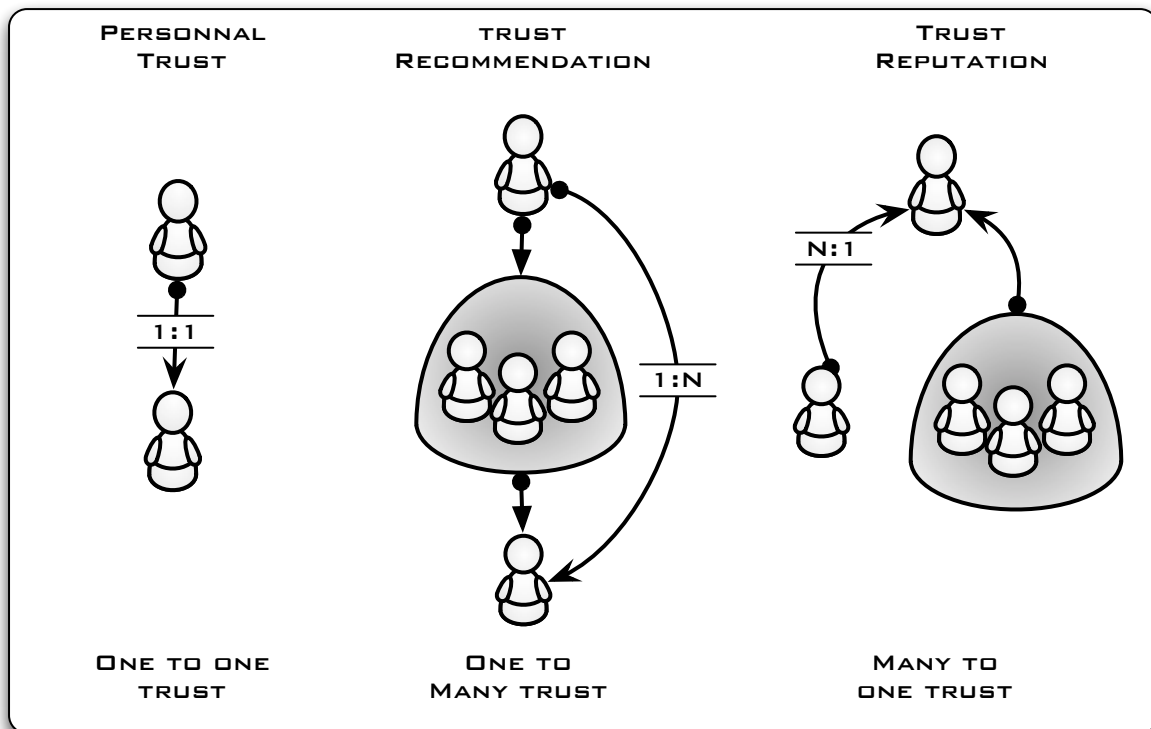 Personnal
Trust
trust
Recommendation
Trust
Reputation
N:1
1:1
1:N
One to one
trust
One to
Many trust
Many to
one trust